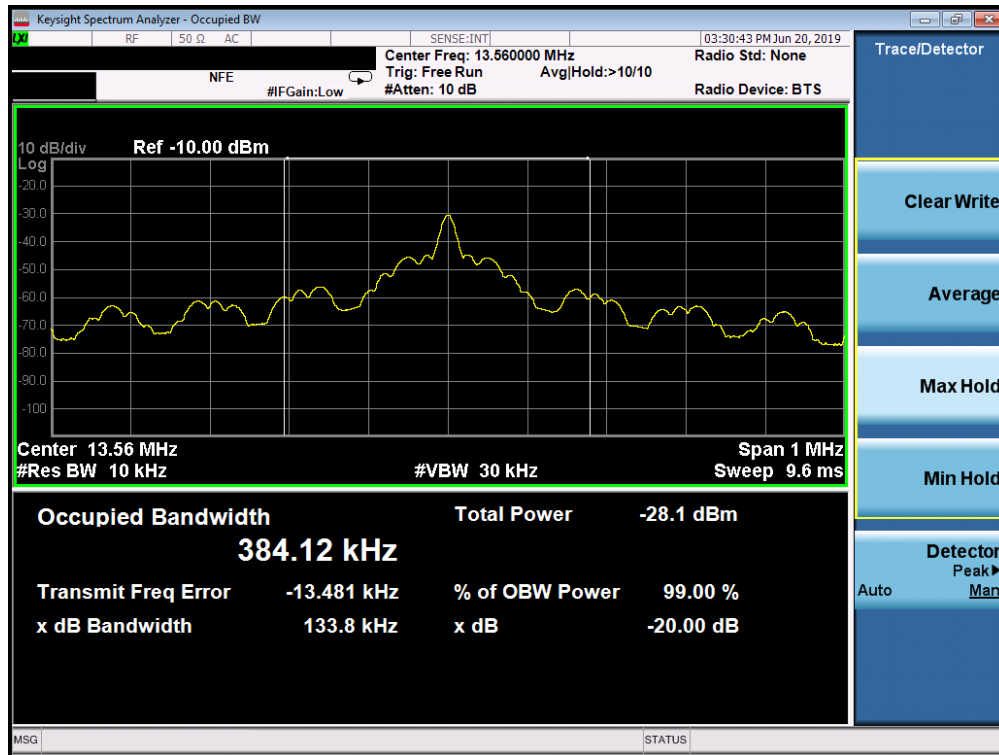 Keysight Spectrum Analyzer - Occupied BW
LXI RF 50 Ω AC SENSE:INT 03:30:43 PM Jun 20, 2019
Center Freq: 13.560000 MHz Radio Std: None
NFE Trig: Free Run Avg|Hold:>10/10
#IFGain:Low #Atten: 10 dB Radio Device: BTS
10 dB/div Ref -10.00 dBm
Log
-20.0
-30.0
-40.0
-50.0
-60.0
-70.0
-80.0
-90.0
-100
Center 13.56 MHz Span 1 MHz
#Res BW 10 kHz #VBW 30 kHz Sweep 9.6 ms
Occupied Bandwidth Total Power -28.1 dBm
384.12 kHz
Transmit Freq Error -13.481 kHz % of OBW Power 99.00 %
x dB Bandwidth 133.8 kHz x dB -20.00 dB
MSG STATUS
Trace/Detector
Clear Write
Average
Max Hold
Min Hold
Detector
Peak▶
Auto Man